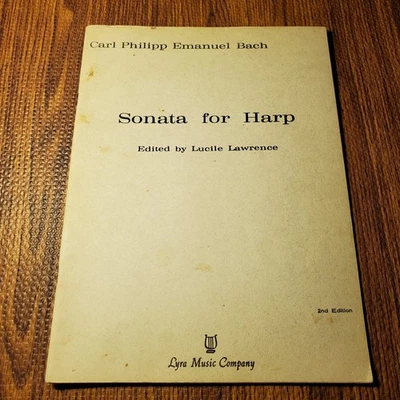 Carl Philipp Emanuel Bach
Sonata for Harp
Edited by Lucile Lawrence
2nd Edition
Lyra Music Company